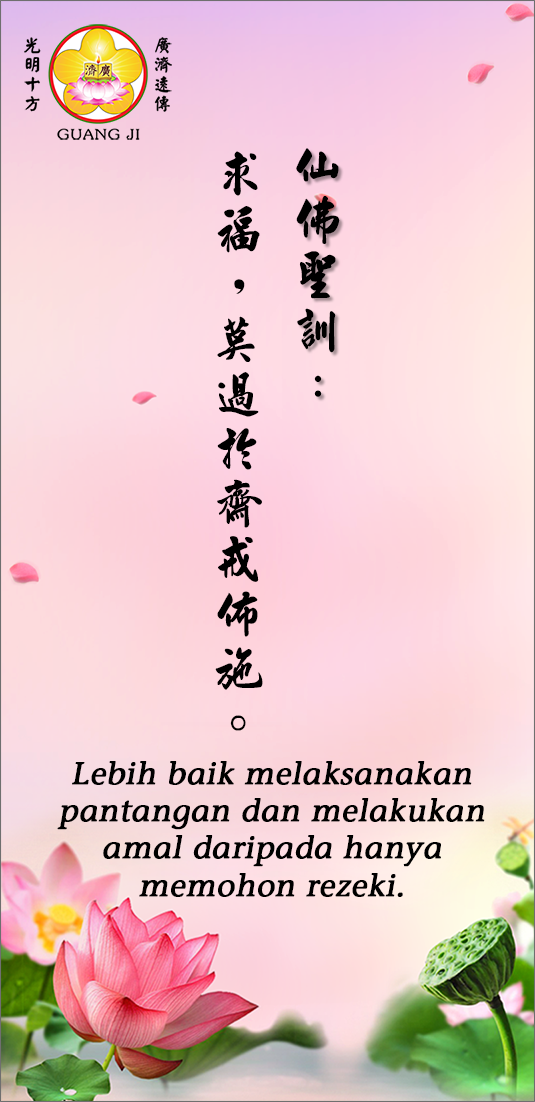 光明十方
廣濟
廣濟遠傳
GUANG JI
仙佛聖訓：
求福，莫過於齋戒佈施。
Lebih baik melaksanakan
pantangan dan melakukan
amal daripada hanya
memohon rezeki.